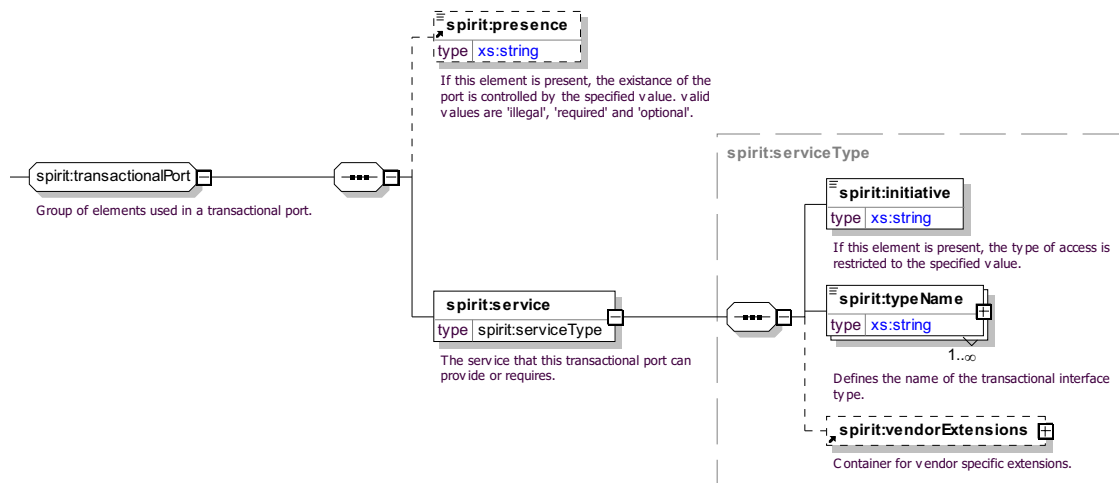 spirit:presence
type xs:string
If this element is present, the existance of the
port is controlled by the specified value. valid
values are 'illegal', 'required' and 'optional'.
spirit:serviceType
spirit:transactionalPort
Group of elements used in a transactional port.
spirit:initiative
type xs:string
If this element is present, the type of access is
restricted to the specified value.
spirit:service
type spirit:serviceType
The service that this transactional port can
provide or requires.
spirit:typeName
type xs:string
1..∞
Defines the name of the transactional interface
type.
spirit:vendorExtensions
Container for vendor specific extensions.